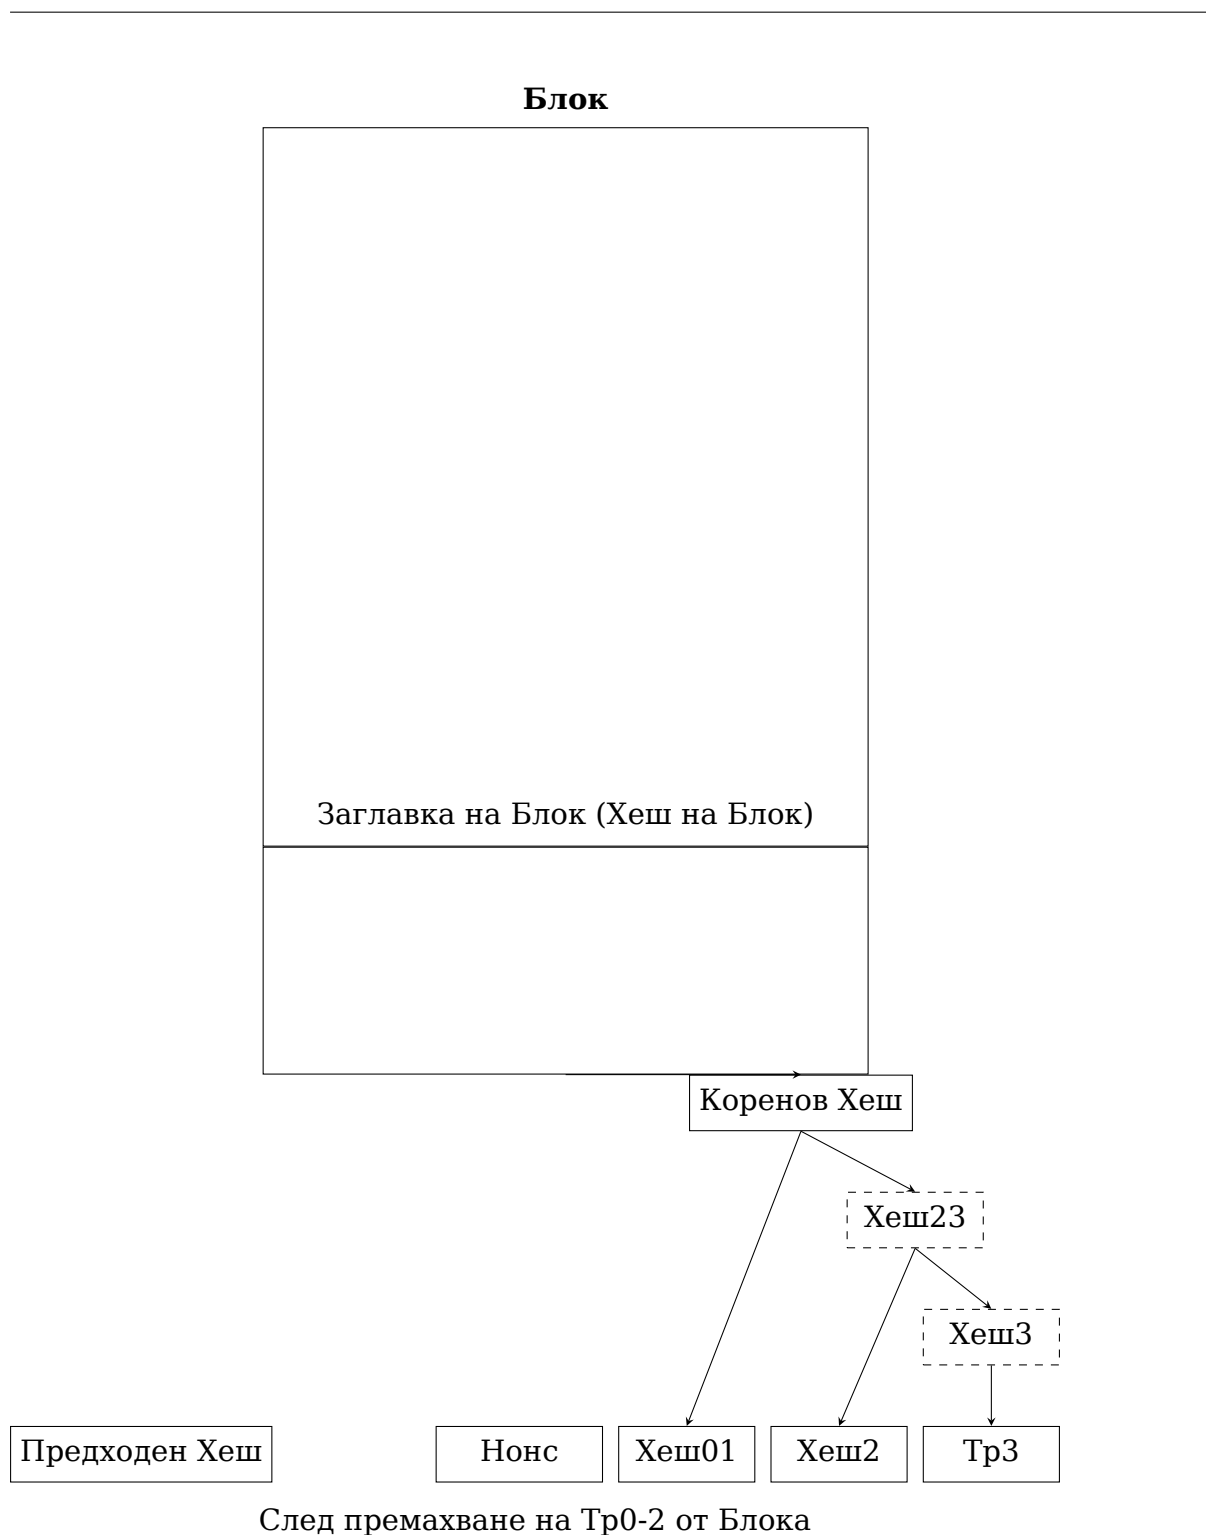 Блок
Заглавка на Блок (Хеш на Блок)
Коренов Хеш
Хеш23
Хеш3
Предходен Хеш
Нонс
Хеш01
Хеш2
Тр3
След премахване на Тр0-2 от Блока